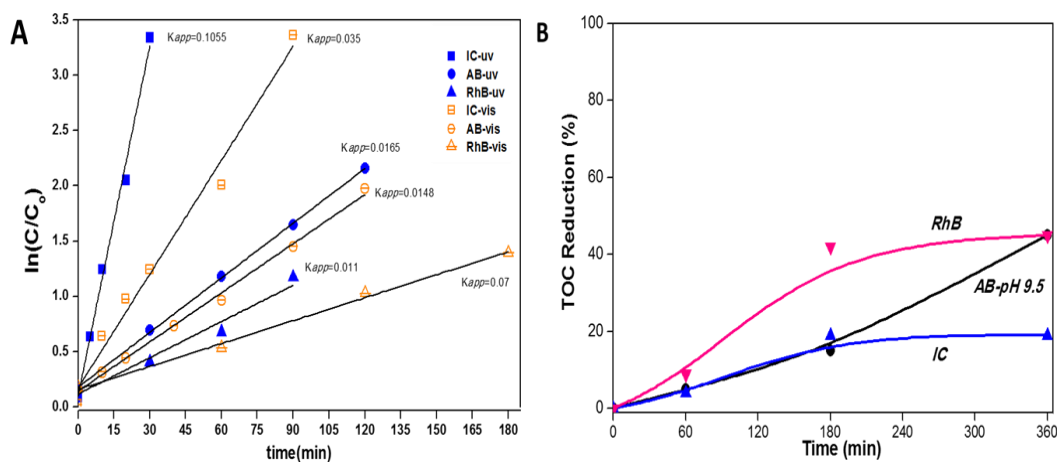 A
ln(C/Co)
3.5
3.0
2.5
2.0
1.5
1.0
0.5
0.0
Kapp=0.1055
Kapp=0.035
IC-uv
AB-uv
RhB-uv
IC-vis
AB-vis
RhB-vis
Kapp=0.0165
Kapp=0.0148
Kapp=0.011
Kapp=0.07
0 15 30 45 60 75 90 105 120 135 150 165 180
time(min)
B
TOC Reduction (%)
100
80
60
40
20
0
RhB
AB-pH 9.5
IC
0 60 120 180 240 300 360
Time (min)